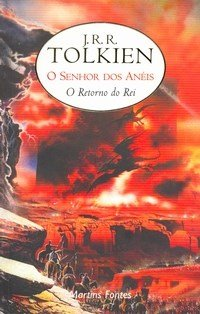 J.R.R.
TOLKIEN
O SENHOR DOS ANÉIS
O Retorno do Rei
Martins Fontes